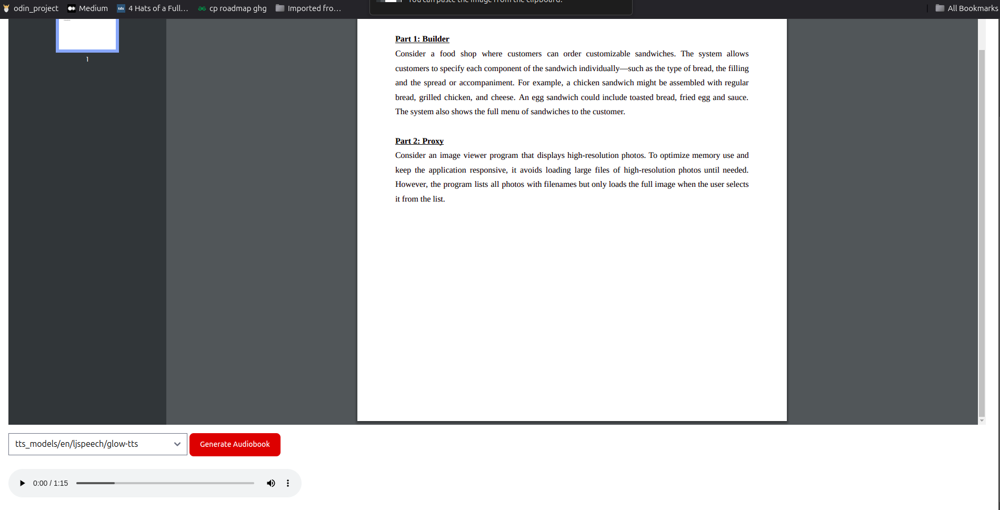 You can paste the image from the clipboard.
odin_project Medium 4 Hats of a Full... cp roadmap ghg Imported fro... All Bookmarks
1
Part 1: Builder
Consider a food shop where customers can order customizable sandwiches. The system allows
customers to specify each component of the sandwich individually—such as the type of bread, the filling
and the spread or accompaniment. For example, a chicken sandwich might be assembled with regular
bread, grilled chicken, and cheese. An egg sandwich could include toasted bread, fried egg and sauce.
The system also shows the full menu of sandwiches to the customer.
Part 2: Proxy
Consider an image viewer program that displays high-resolution photos. To optimize memory use and
keep the application responsive, it avoids loading large files of high-resolution photos until needed.
However, the program lists all photos with filenames but only loads the full image when the user selects
it from the list.
tts_models/en/ljspeech/glow-tts Generate Audiobook
0:00 / 1:15